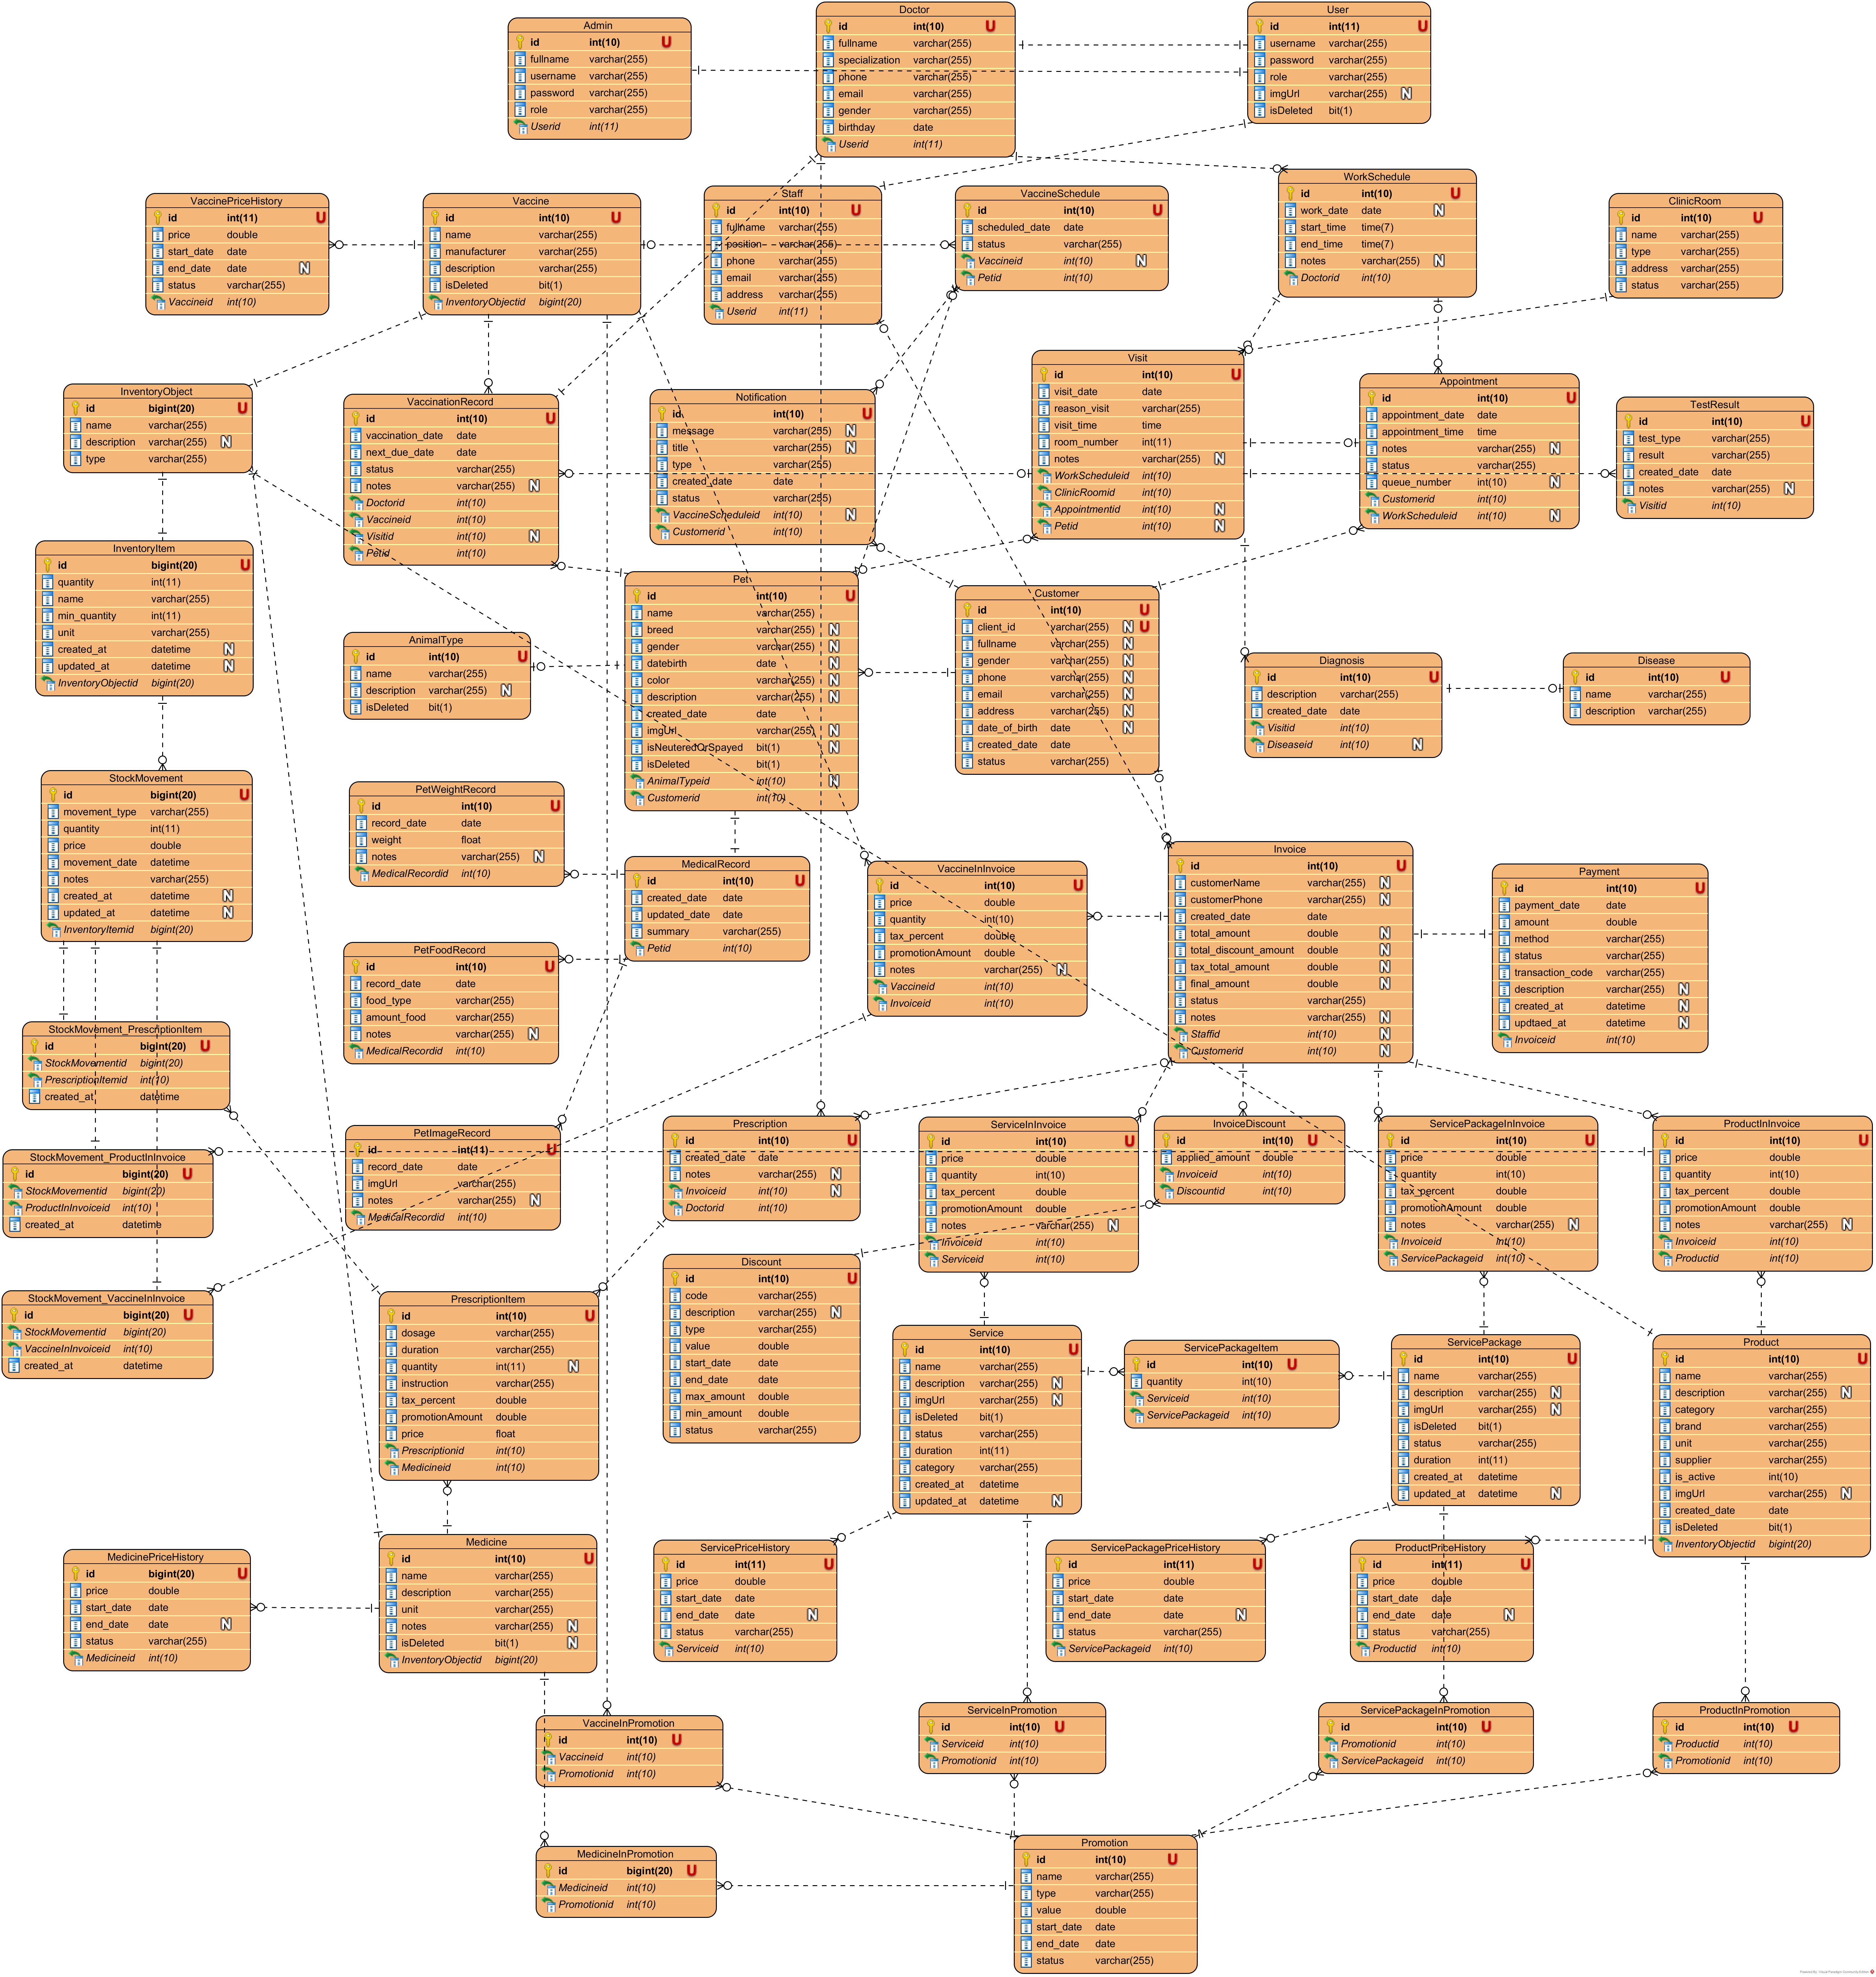 Admin
id int(10) U
fullname varchar(255)
username varchar(255)
password varchar(255)
role varchar(255)
Userid int(11)
Doctor
id int(10) U
fullname varchar(255)
specialization varchar(255)
phone varchar(255)
email varchar(255)
gender varchar(255)
birthday date
Userid int(11)
User
id int(11) U
username varchar(255)
password varchar(255)
role varchar(255)
imgUrl varchar(255) N
isDeleted bit(1)
VaccinePriceHistory
id int(11) U
price double
start_date date
end_date date N
status varchar(255)
Vaccineid int(10)
Vaccine
id int(10) U
name varchar(255)
manufacturer varchar(255)
description varchar(255)
isDeleted bit(1)
InventoryObjectid bigint(20)
Staff
id int(10) U
fullname varchar(255)
position varchar(255)
phone varchar(255)
email varchar(255)
address varchar(255)
Userid int(11)
VaccineSchedule
id int(10) U
scheduled_date date
status varchar(255)
Vaccineid int(10) N
Petid int(10)
WorkSchedule
id int(10) U
work_date date N
start_time time(7)
end_time time(7)
notes varchar(255) N
Doctorid int(10)
ClinicRoom
id int(10) U
name varchar(255)
type varchar(255)
address varchar(255)
status varchar(255)
InventoryObject
id bigint(20) U
name varchar(255)
description varchar(255) N
type varchar(255)
VaccinationRecord
id int(10) U
vaccination_date date
next_due_date date
status varchar(255)
notes varchar(255) N
Doctorid int(10)
Vaccineid int(10)
Visitid int(10) N
Petid int(10)
Notification
id int(10) U
message varchar(255) N
title varchar(255) N
type varchar(255)
created_date date
status varchar(255)
VaccineScheduleid int(10) N
Customerid int(10)
Visit
id int(10) U
visit_date date
reason_visit varchar(255)
visit_time time
room_number int(11)
notes varchar(255) N
WorkScheduleid int(10)
ClinicRoomid int(10)
Appointmentid int(10) N
Petid int(10) N
Appointment
id int(10) U
appointment_date date
appointment_time time
notes varchar(255) N
status varchar(255)
queue_number int(10) N
Customerid int(10)
WorkScheduleid int(10) N
TestResult
id int(10) U
test_type varchar(255)
result varchar(255)
created_date date
notes varchar(255) N
Visitid int(10)
InventoryItem
id bigint(20) U
quantity int(11)
name varchar(255)
min_quantity int(11)
unit varchar(255)
created_at datetime N
updated_at datetime N
InventoryObjectid bigint(20)
AnimalType
id int(10) U
name varchar(255)
description varchar(255) N
isDeleted bit(1)
Pet
id int(10) U
name varchar(255)
breed varchar(255) N
gender varchar(255) N
datebirth date N
color varchar(255) N
description varchar(255) N
created_date date
imgUrl varchar(255) N
isNeuteredOrSpayed bit(1) N
isDeleted bit(1)
AnimalTypeid int(10) N
Customerid int(10)
Customer
id int(10) U
client_id varchar(255) N U
fullname varchar(255) N
gender varchar(255) N
phone varchar(255) N
email varchar(255) N
address varchar(255) N
date_of_birth date N
created_date date
status varchar(255)
Diagnosis
id int(10) U
description varchar(255)
created_date date
Visitid int(10)
Diseaseid int(10) N
Disease
id int(10) U
name varchar(255)
description varchar(255)
StockMovement
id bigint(20) U
movement_type varchar(255)
quantity int(11)
price double
movement_date datetime
notes varchar(255)
created_at datetime N
updated_at datetime N
InventoryItemid bigint(20)
PetWeightRecord
id int(10) U
record_date date
weight float
notes varchar(255) N
MedicalRecordid int(10)
MedicalRecord
id int(10) U
created_date date
updated_date date
summary varchar(255)
Petid int(10)
VaccineInInvoice
id int(10) U
price double
quantity int(10)
tax_percent double
promotionAmount double
notes varchar(255) N
Vaccineid int(10)
Invoiceid int(10)
Invoice
id int(10) U
customerName varchar(255) N
customerPhone varchar(255) N
created_date date
total_amount double N
total_discount_amount double N
tax_total_amount double N
final_amount double N
status varchar(255)
notes varchar(255) N
Staffid int(10) N
Customerid int(10) N
Payment
id int(10) U
payment_date date
amount double
method varchar(255)
status varchar(255)
transaction_code varchar(255)
description varchar(255) N
created_at datetime N
updtaed_at datetime N
Invoiceid int(10)
PetFoodRecord
id int(10) U
record_date date
food_type varchar(255)
amount_food varchar(255)
notes varchar(255) N
MedicalRecordid int(10)
StockMovement_PrescriptionItem
id bigint(20) U
StockMovementid bigint(20)
PrescriptionItemid int(10)
created_at datetime
StockMovement_ProductInInvoice
id bigint(20) U
StockMovementid bigint(20)
ProductInInvoiceid int(10)
created_at datetime
PetImageRecord
id int(11) U
record_date date
imgUrl varchar(255)
notes varchar(255) N
MedicalRecordid int(10)
Prescription
id int(10) U
created_date date
notes varchar(255) N
Invoiceid int(10) N
Doctorid int(10)
ServiceInInvoice
id int(10) U
price double
quantity int(10)
tax_percent double
promotionAmount double
notes varchar(255) N
Invoiceid int(10)
Serviceid int(10)
InvoiceDiscount
id int(10) U
applied_amount double
Invoiceid int(10)
Discountid int(10)
ServicePackageInInvoice
id int(10) U
price double
quantity int(10)
tax_percent double
promotionAmount double
notes varchar(255) N
Invoiceid int(10)
ServicePackageid int(10)
ProductInInvoice
id int(10) U
price double
quantity int(10)
tax_percent double
promotionAmount double
notes varchar(255) N
Invoiceid int(10)
Productid int(10)
StockMovement_VaccineInInvoice
id bigint(20) U
StockMovementid bigint(20)
VaccineInInvoiceid int(10)
created_at datetime
PrescriptionItem
id int(10) U
dosage varchar(255)
duration varchar(255)
quantity int(11) N
instruction varchar(255)
tax_percent double
promotionAmount double
price float
Prescriptionid int(10)
Medicineid int(10)
Discount
id int(10) U
code varchar(255)
description varchar(255) N
type varchar(255)
value double
start_date date
end_date date
max_amount double
min_amount double
status varchar(255)
Service
id int(10) U
name varchar(255)
description varchar(255) N
imgUrl varchar(255) N
isDeleted bit(1)
status varchar(255)
duration int(11)
category varchar(255)
created_at datetime
updated_at datetime N
ServicePackageItem
id int(10) U
quantity int(10)
Serviceid int(10)
ServicePackageid int(10)
ServicePackage
id int(10) U
name varchar(255)
description varchar(255) N
imgUrl varchar(255) N
isDeleted bit(1)
status varchar(255)
duration int(11)
created_at datetime
updated_at datetime N
Product
id int(10) U
name varchar(255)
description varchar(255) N
category varchar(255)
brand varchar(255)
unit varchar(255)
supplier varchar(255)
is_active int(10)
imgUrl varchar(255) N
created_date date
isDeleted bit(1)
InventoryObjectid bigint(20)
MedicinePriceHistory
id bigint(20) U
price double
start_date date
end_date date N
status varchar(255)
Medicineid int(10)
Medicine
id int(10) U
name varchar(255)
description varchar(255)
unit varchar(255)
notes varchar(255) N
isDeleted bit(1) N
InventoryObjectid bigint(20)
ServicePriceHistory
id int(11) U
price double
start_date date
end_date date N
status varchar(255)
Serviceid int(10)
ServicePackagePriceHistory
id int(11) U
price double
start_date date
end_date date N
status varchar(255)
ServicePackageid int(10)
ProductPriceHistory
id int(11) U
price double
start_date date
end_date date N
status varchar(255)
Productid int(10)
VaccineInPromotion
id int(10) U
Vaccineid int(10)
Promotionid int(10)
ServiceInPromotion
id int(10) U
Serviceid int(10)
Promotionid int(10)
ServicePackageInPromotion
id int(10) U
Promotionid int(10)
ServicePackageid int(10)
ProductInPromotion
id int(10) U
Productid int(10)
Promotionid int(10)
MedicineInPromotion
id bigint(20) U
Medicineid int(10)
Promotionid int(10)
Promotion
id int(10) U
name varchar(255)
type varchar(255)
value double
start_date date
end_date date
status varchar(255)